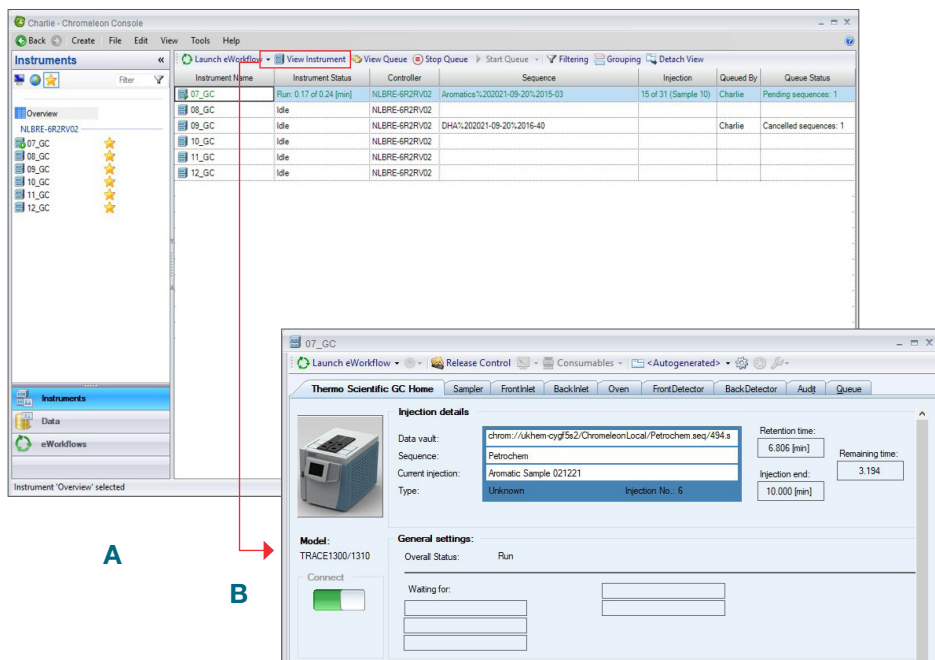 Charlie - Chromeleon Console
Back Create File Edit View Tools Help
Instruments «
Launch eWorkflow View Instrument View Queue Stop Queue Start Queue Filtering Grouping Detach View
Filter
Instrument Name Instrument Status Controller Sequence Injection Queued By Queue Status
07_GC Run: 0.17 of 0.24 [min] NLBRE-6R2RV02 Aromatics%202021-09-20%2015-03 15 of 31 (Sample 10) Charlie Pending sequences: 1
08_GC Idle NLBRE-6R2RV02
09_GC Idle NLBRE-6R2RV02 DHA%202021-09-20%2016-40 Charlie Cancelled sequences: 1
10_GC Idle NLBRE-6R2RV02
11_GC Idle NLBRE-6R2RV02
12_GC Idle NLBRE-6R2RV02
Overview
NLBRE-6R2RV02
07_GC
08_GC
09_GC
10_GC
11_GC
12_GC
Instruments
Data
eWorkflows
Instrument 'Overview' selected
A
B
07_GC
Launch eWorkflow Release Control Consumables <Autogenerated>
Thermo Scientific GC Home Sampler FrontInlet BackInlet Oven FrontDetector BackDetector Audit Queue
Injection details
Data vault: chrom://ukhem-cygf5s2/ChromeleonLocal/Petrochem.seq/494.s
Sequence: Petrochem
Current injection: Aromatic Sample 021221
Type: Unknown Injection No.: 6
Retention time:
6.806 [min]
Remaining time:
3.194
Injection end:
10.000 [min]
Model:
TRACE1300/1310
Connect
General settings:
Overall Status: Run
Waiting for: